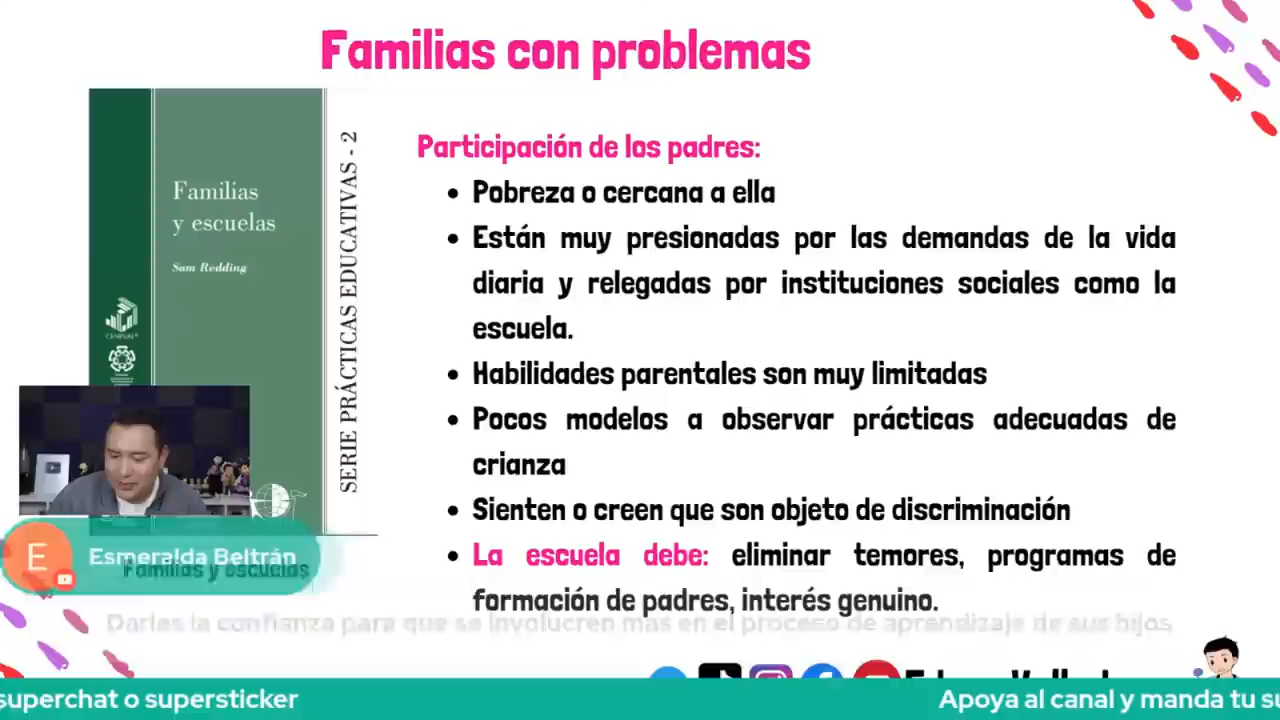 Familias con problemas
Familias
y escuelas
Sam Redding
SERIE PRÁCTICAS EDUCATIVAS - 2
Participación de los padres:
• Pobreza o cercana a ella
• Están muy presionadas por las demandas de la vida
diaria y relegadas por instituciones sociales como la
escuela.
• Habilidades parentales son muy limitadas
• Pocos modelos a observar prácticas adecuadas de
crianza
• Sienten o creen que son objeto de discriminación
• La escuela debe: eliminar temores, programas de
formación de padres, interés genuino.
E
Esmeralda Beltrán
Familias y escuelas
Darles la confianza para que se involucren mas en el proceso de aprendizaje de sus hijos
superchat o supersticker
Apoya al canal y manda tu su